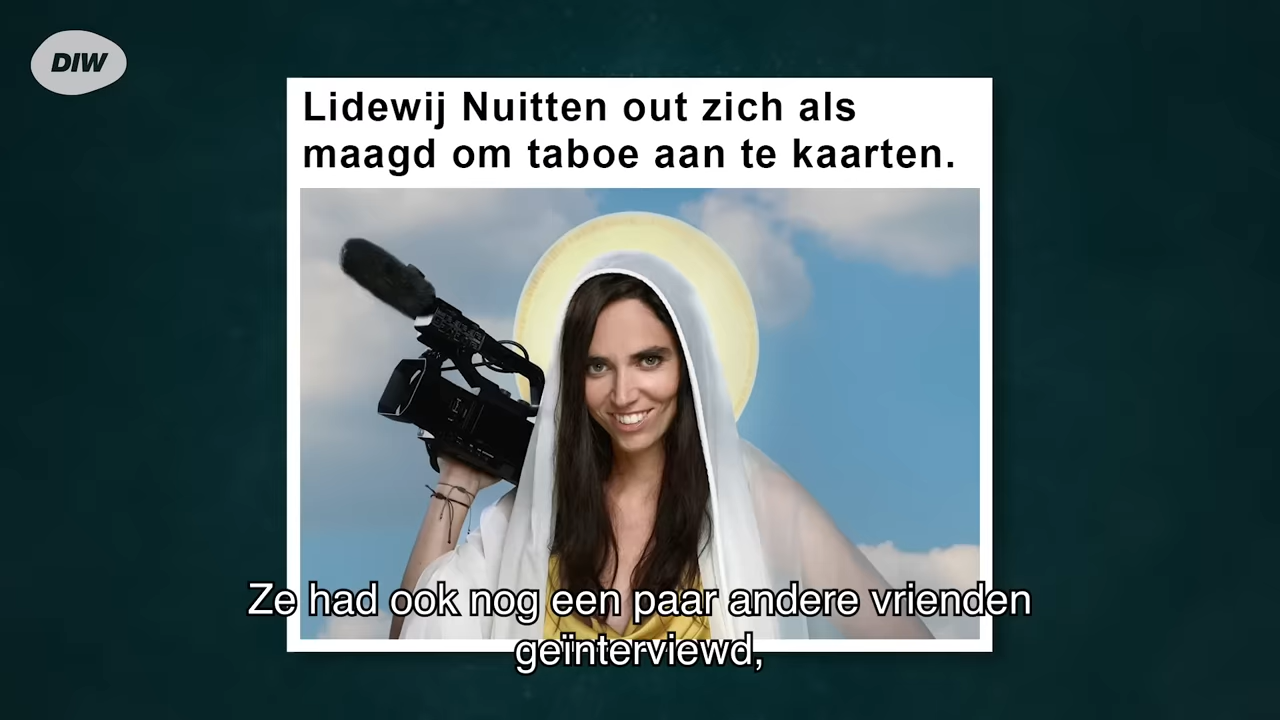 DIW
Lidewij Nuitten out zich als
maagd om taboe aan te kaarten.
Ze had ook nog een paar andere vrienden
geïnterviewd,